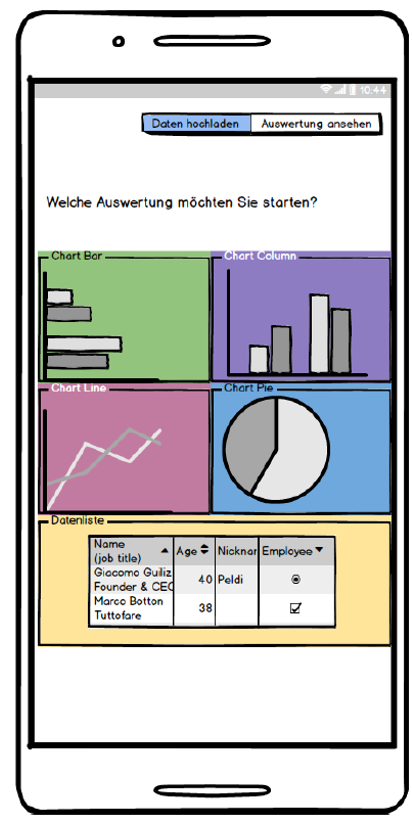 10:44
Daten hochladen Auswertung ansehen
Welche Auswertung möchten Sie starten?
Chart Bar
Chart Column
Chart Line
Chart Pie
Datenliste
Name
(job title) Age Nicknar Employee
Giacomo Guiliz
Founder & CEO 40 Peldi
Marco Botton
Tuttofare 38